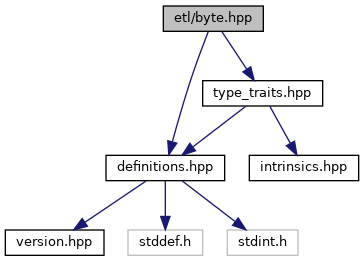 etl/byte.hpp
type_traits.hpp
definitions.hpp
intrinsics.hpp
version.hpp
stddef.h
stdint.h